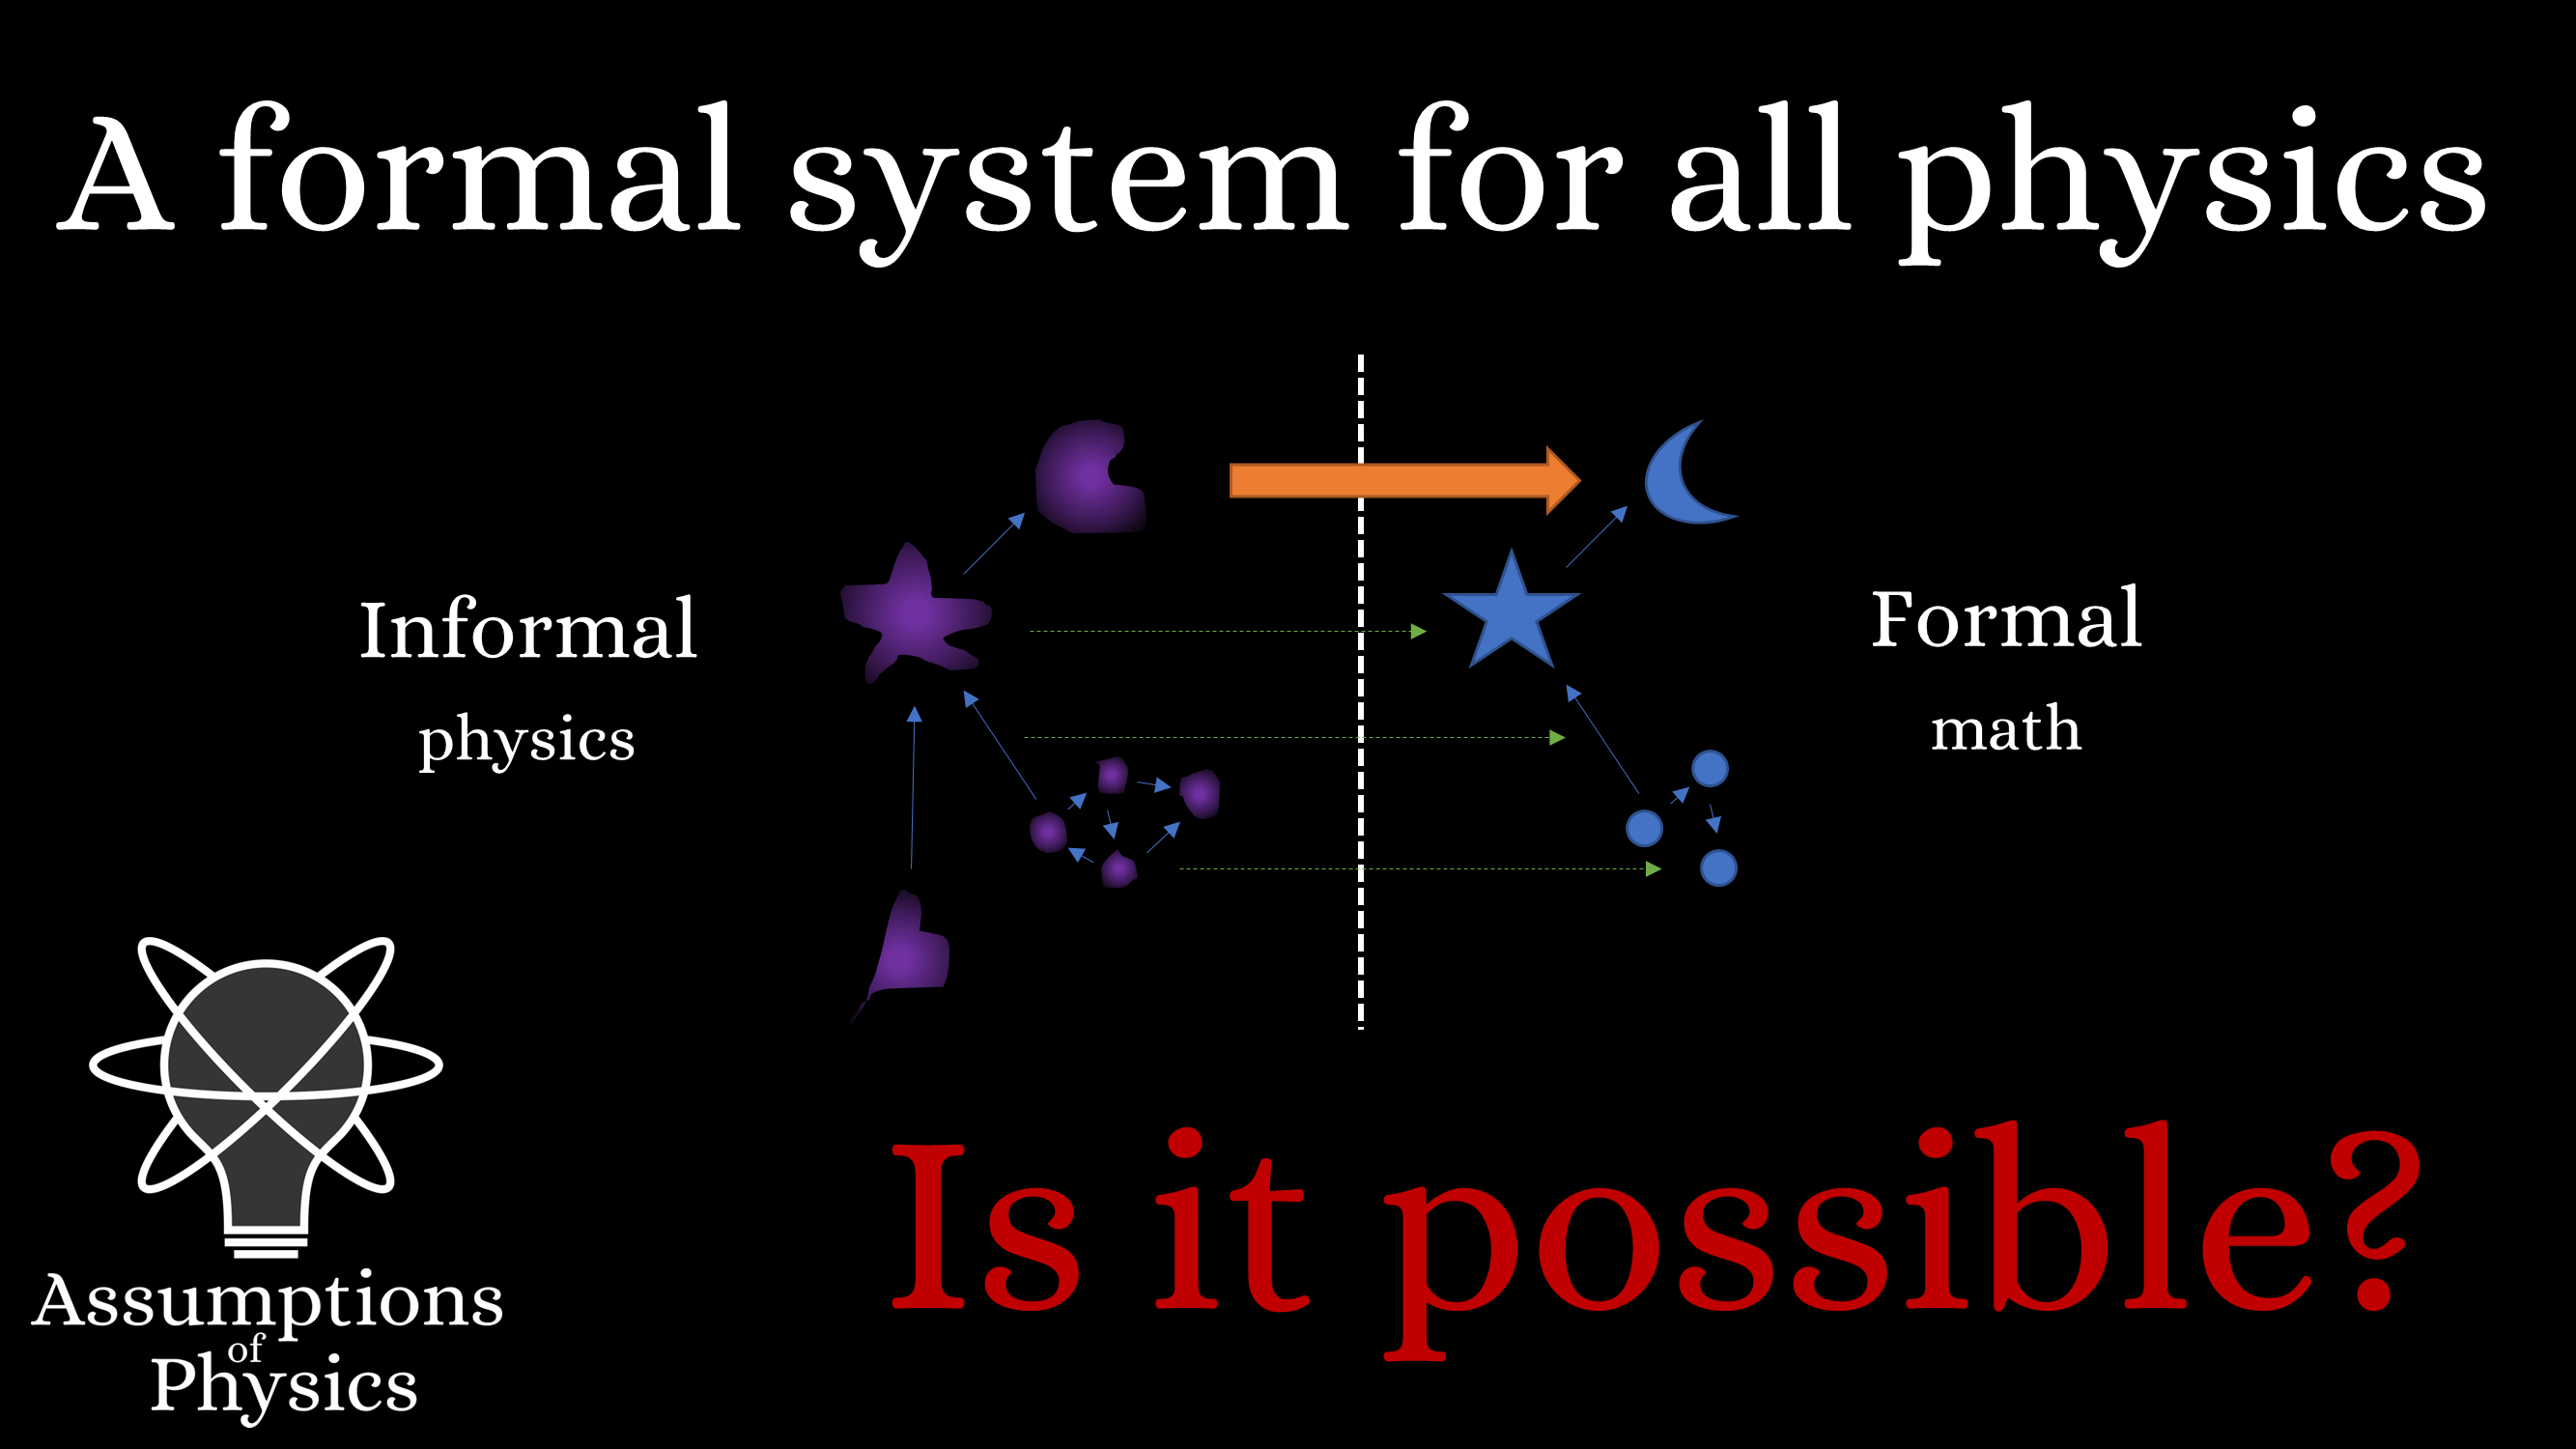 A formal system for all physics
Informal
physics
Formal
math
Is it possible?
Assumptions
of
Physics